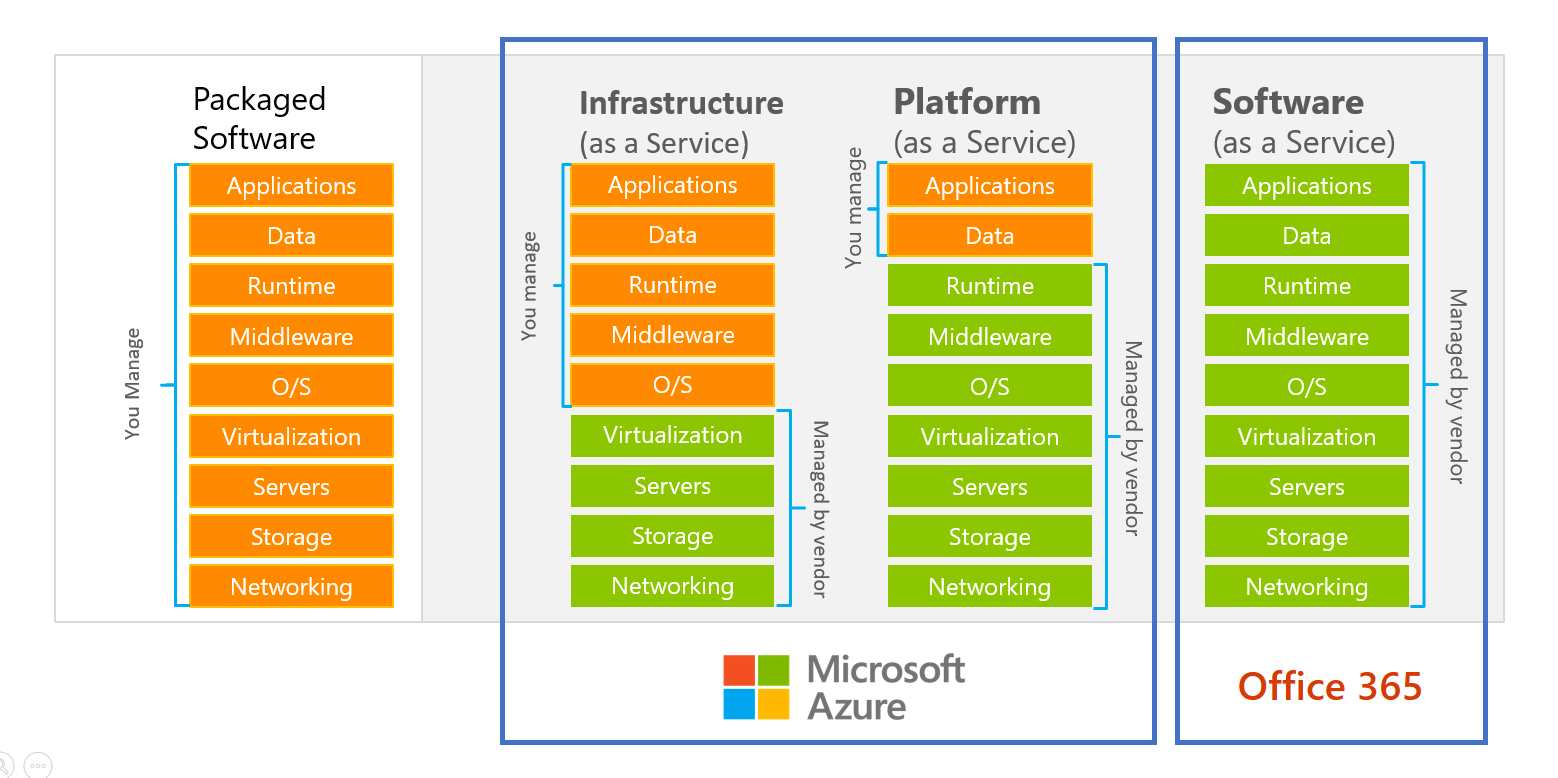 Packaged
Software
You Manage
Applications
Data
Runtime
Middleware
O/S
Virtualization
Servers
Storage
Networking
Infrastructure
(as a Service)
You manage
Applications
Data
Runtime
Middleware
O/S
Virtualization
Servers
Storage
Networking
Managed by vendor
Platform
(as a Service)
You manage
Applications
Data
Runtime
Middleware
O/S
Virtualization
Servers
Storage
Networking
Managed by vendor
Software
(as a Service)
Applications
Data
Runtime
Middleware
O/S
Virtualization
Servers
Storage
Networking
Managed by vendor
Microsoft
Azure
Office 365